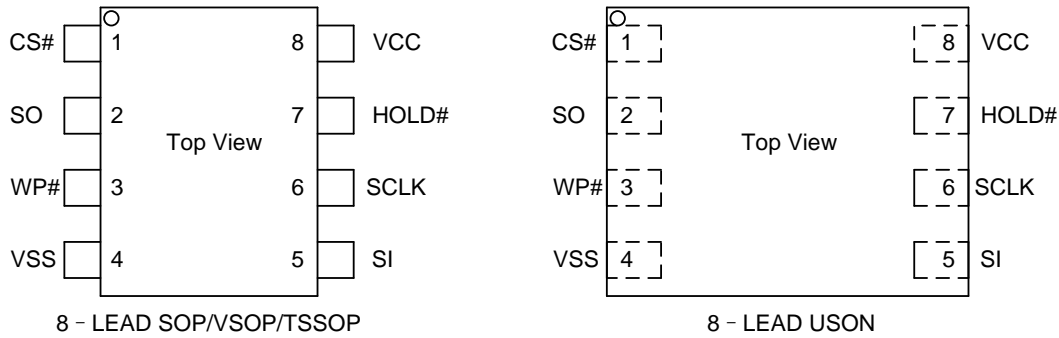 CS# 1 8 VCC
SO 2 7 HOLD#
Top View
WP# 3 6 SCLK
VSS 4 5 SI
8 - LEAD SOP/VSOP/TSSOP
CS# 1 8 VCC
SO 2 7 HOLD#
Top View
WP# 3 6 SCLK
VSS 4 5 SI
8 - LEAD USON